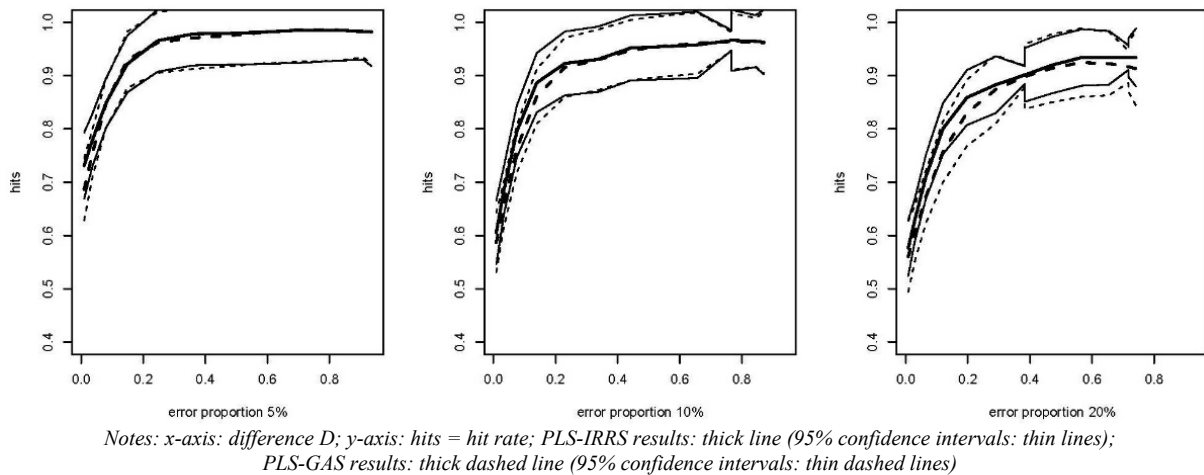 1.0
0.9
0.8
0.7
0.6
0.5
0.4
hits
0.0 0.2 0.4 0.6 0.8
error proportion 5%
1.0
0.9
0.8
0.7
0.6
0.5
0.4
hits
0.0 0.2 0.4 0.6 0.8
error proportion 10%
1.0
0.9
0.8
0.7
0.6
0.5
0.4
hits
0.0 0.2 0.4 0.6 0.8
error proportion 20%
Notes: x-axis: difference D; y-axis: hits = hit rate; PLS-IRRS results: thick line (95% confidence intervals: thin lines);
PLS-GAS results: thick dashed line (95% confidence intervals: thin dashed lines)